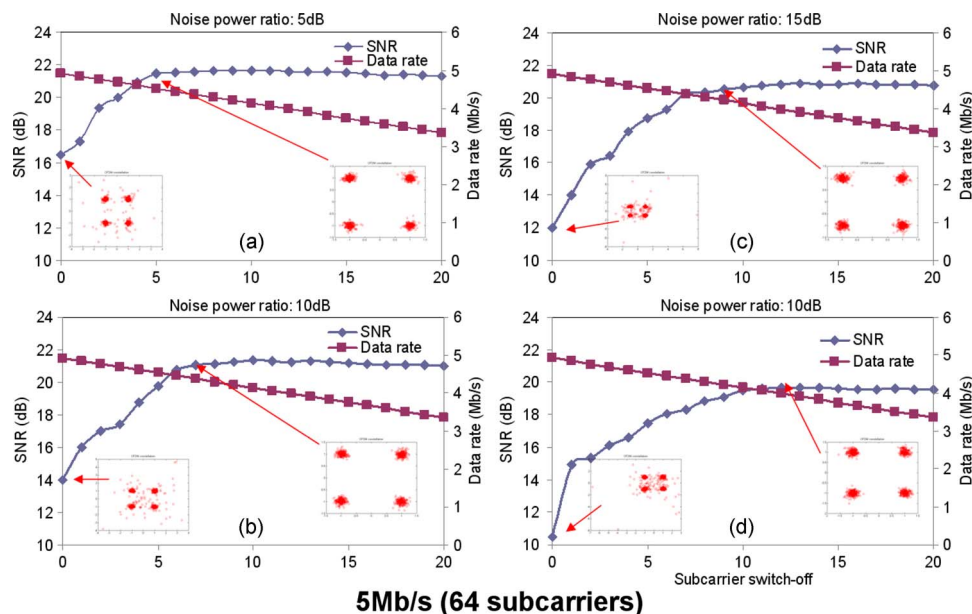 Noise power ratio: 5dB
24
22
20
18
16
14
12
10
SNR (dB)
SNR
Data rate
6
5
4
3
2
1
0
Data rate (Mb/s)
(a)
0 5 10 15 20
Noise power ratio: 15dB
24
22
20
18
16
14
12
10
SNR (dB)
SNR
Data rate
6
5
4
3
2
1
0
Data rate (Mb/s)
(c)
0 5 10 15 20
Noise power ratio: 10dB
24
22
20
18
16
14
12
10
SNR (dB)
SNR
Data rate
6
5
4
3
2
1
0
Data rate (Mb/s)
(b)
0 5 10 15 20
Noise power ratio: 10dB
24
22
20
18
16
14
12
10
SNR (dB)
SNR
Data rate
6
5
4
3
2
1
0
Data rate (Mb/s)
(d)
0 5 10 15 20
Subcarrier switch-off
5Mb/s (64 subcarriers)